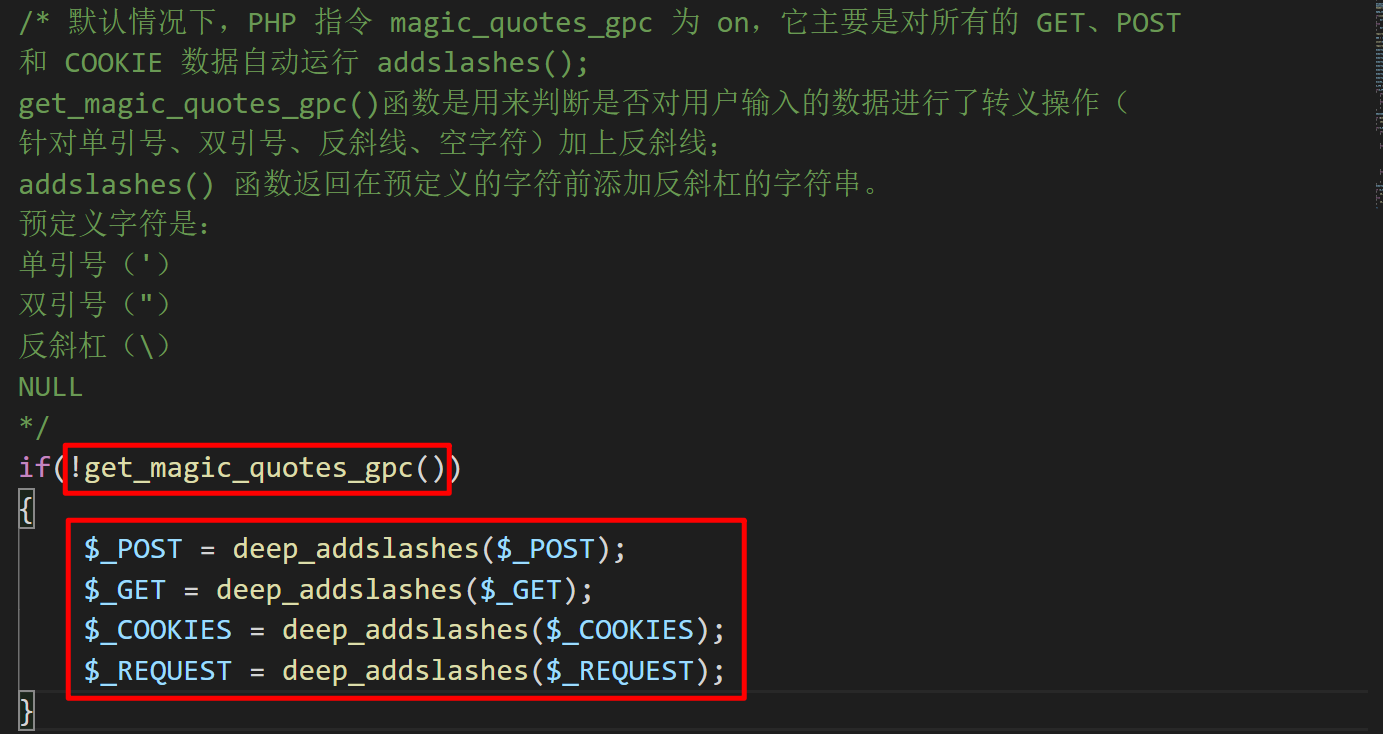 /* 默认情况下，PHP 指令 magic_quotes_gpc 为 on，它主要是对所有的 GET、POST
和 COOKIE 数据自动运行 addslashes();
get_magic_quotes_gpc()函数是用来判断是否对用户输入的数据进行了转义操作（
针对单引号、双引号、反斜线、空字符）加上反斜线;
addslashes() 函数返回在预定义的字符前添加反斜杠的字符串。
预定义字符是：
单引号（'）
双引号（"）
反斜杠（\）
NULL
*/
if(!get_magic_quotes_gpc())
{
$_POST = deep_addslashes($_POST);
$_GET = deep_addslashes($_GET);
$_COOKIES = deep_addslashes($_COOKIES);
$_REQUEST = deep_addslashes($_REQUEST);
}